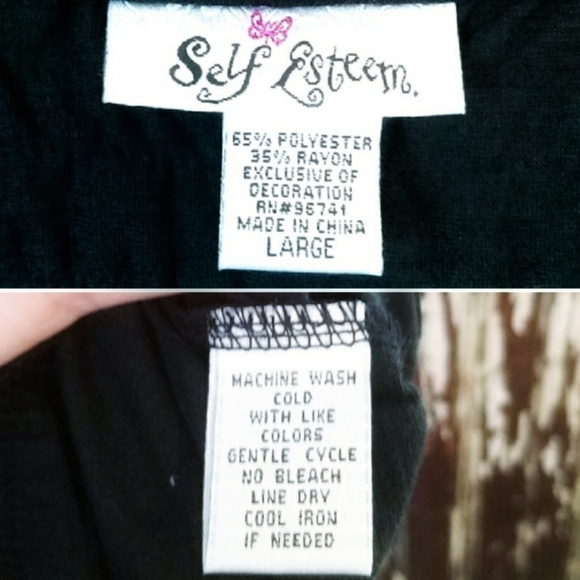 Self Esteem.
65% POLYESTER
35% RAYON
EXCLUSIVE OF
DECORATION
RN#96741
MADE IN CHINA
LARGE
MACHINE WASH
COLD
WITH LIKE
COLORS
GENTLE CYCLE
NO BLEACH
LINE DRY
COOL IRON
IF NEEDED